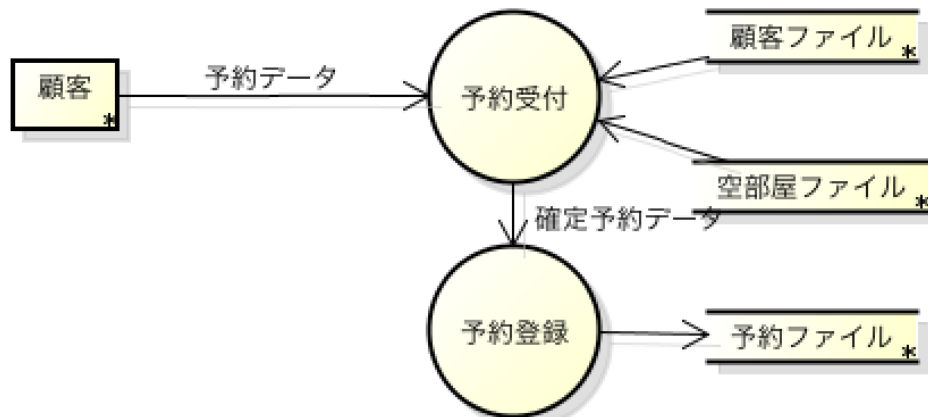 顧客ファイル
*
顧客
*
予約データ
予約受付
空部屋ファイル
*
確定予約データ
予約登録
予約ファイル
*